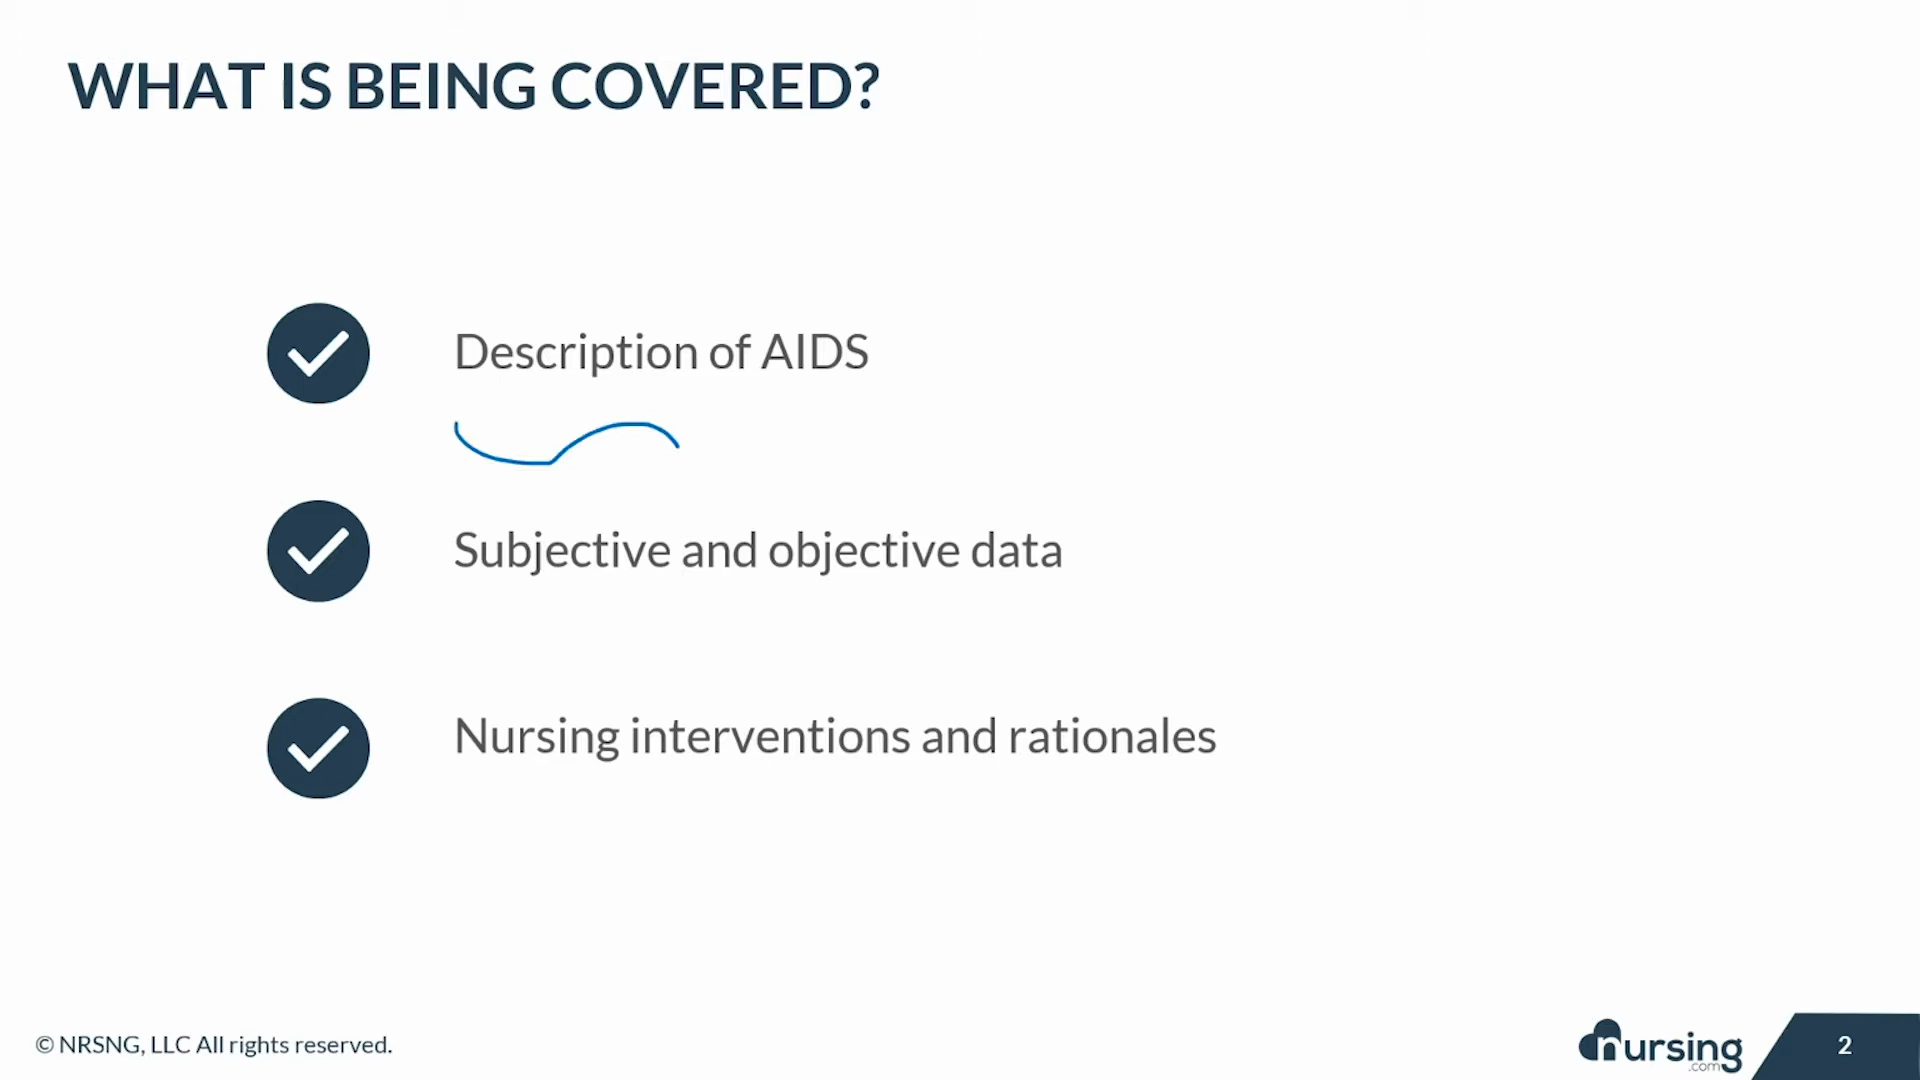 WHAT IS BEING COVERED?
Description of AIDS
Subjective and objective data
Nursing interventions and rationales
© NRSNG, LLC All rights reserved.
nursing
.com
2